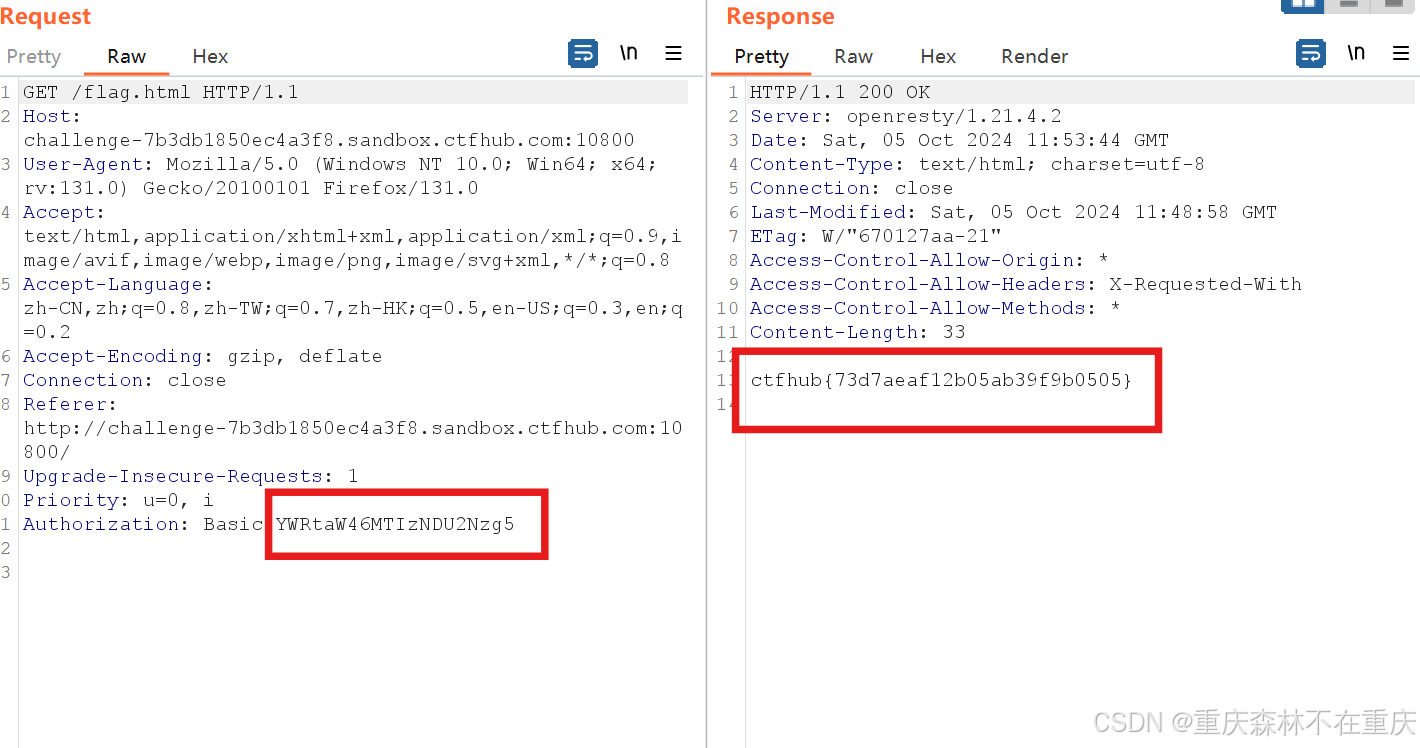 Request
Pretty Raw Hex \n
1 GET /flag.html HTTP/1.1
2 Host:
challenge-7b3db1850ec4a3f8.sandbox.ctfhub.com:10800
3 User-Agent: Mozilla/5.0 (Windows NT 10.0; Win64; x64;
rv:131.0) Gecko/20100101 Firefox/131.0
4 Accept:
text/html,application/xhtml+xml,application/xml;q=0.9,i
mage/avif,image/webp,image/png,image/svg+xml,*/*;q=0.8
5 Accept-Language:
zh-CN,zh;q=0.8,zh-TW;q=0.7,zh-HK;q=0.5,en-US;q=0.3,en;q
=0.2
6 Accept-Encoding: gzip, deflate
7 Connection: close
8 Referer:
http://challenge-7b3db1850ec4a3f8.sandbox.ctfhub.com:10
800/
9 Upgrade-Insecure-Requests: 1
0 Priority: u=0, i
1 Authorization: Basic YWRtaW46MTIzNDU2Nzg5
2
3
Response
Pretty Raw Hex Render \n
1 HTTP/1.1 200 OK
2 Server: openresty/1.21.4.2
3 Date: Sat, 05 Oct 2024 11:53:44 GMT
4 Content-Type: text/html; charset=utf-8
5 Connection: close
6 Last-Modified: Sat, 05 Oct 2024 11:48:58 GMT
7 ETag: W/"670127aa-21"
8 Access-Control-Allow-Origin: *
9 Access-Control-Allow-Headers: X-Requested-With
10 Access-Control-Allow-Methods: *
11 Content-Length: 33
12
13 ctfhub{73d7aeaf12b05ab39f9b0505}
14
CSDN @重庆森林不在重庆